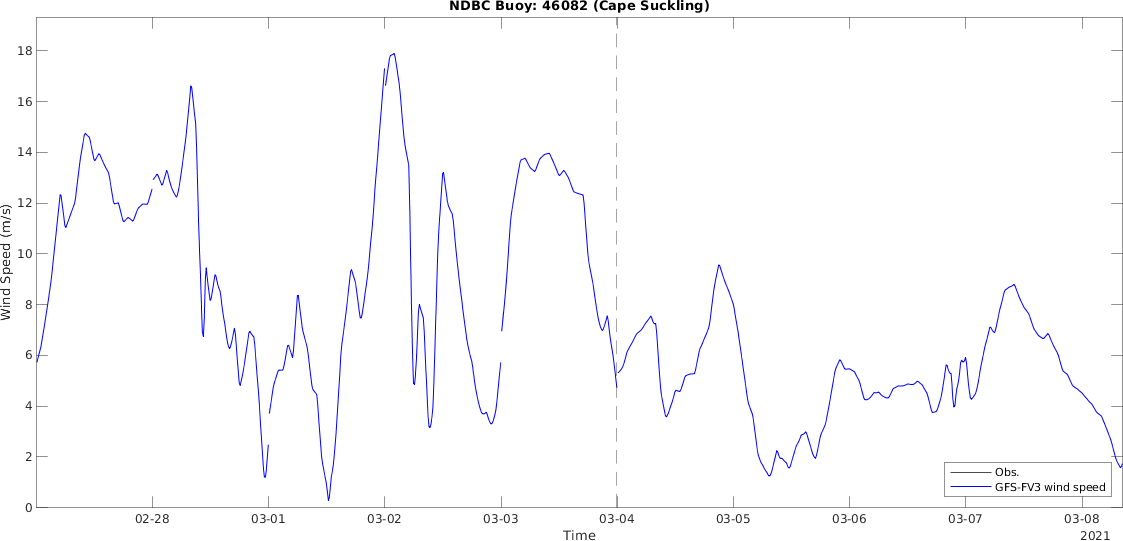 NDBC Buoy: 46082 (Cape Suckling)
Wind Speed (m/s)
18
16
14
12
10
8
6
4
2
0
Obs.
GFS-FV3 wind speed
02-28 03-01 03-02 03-03 03-04 03-05 03-06 03-07 03-08
Time
2021